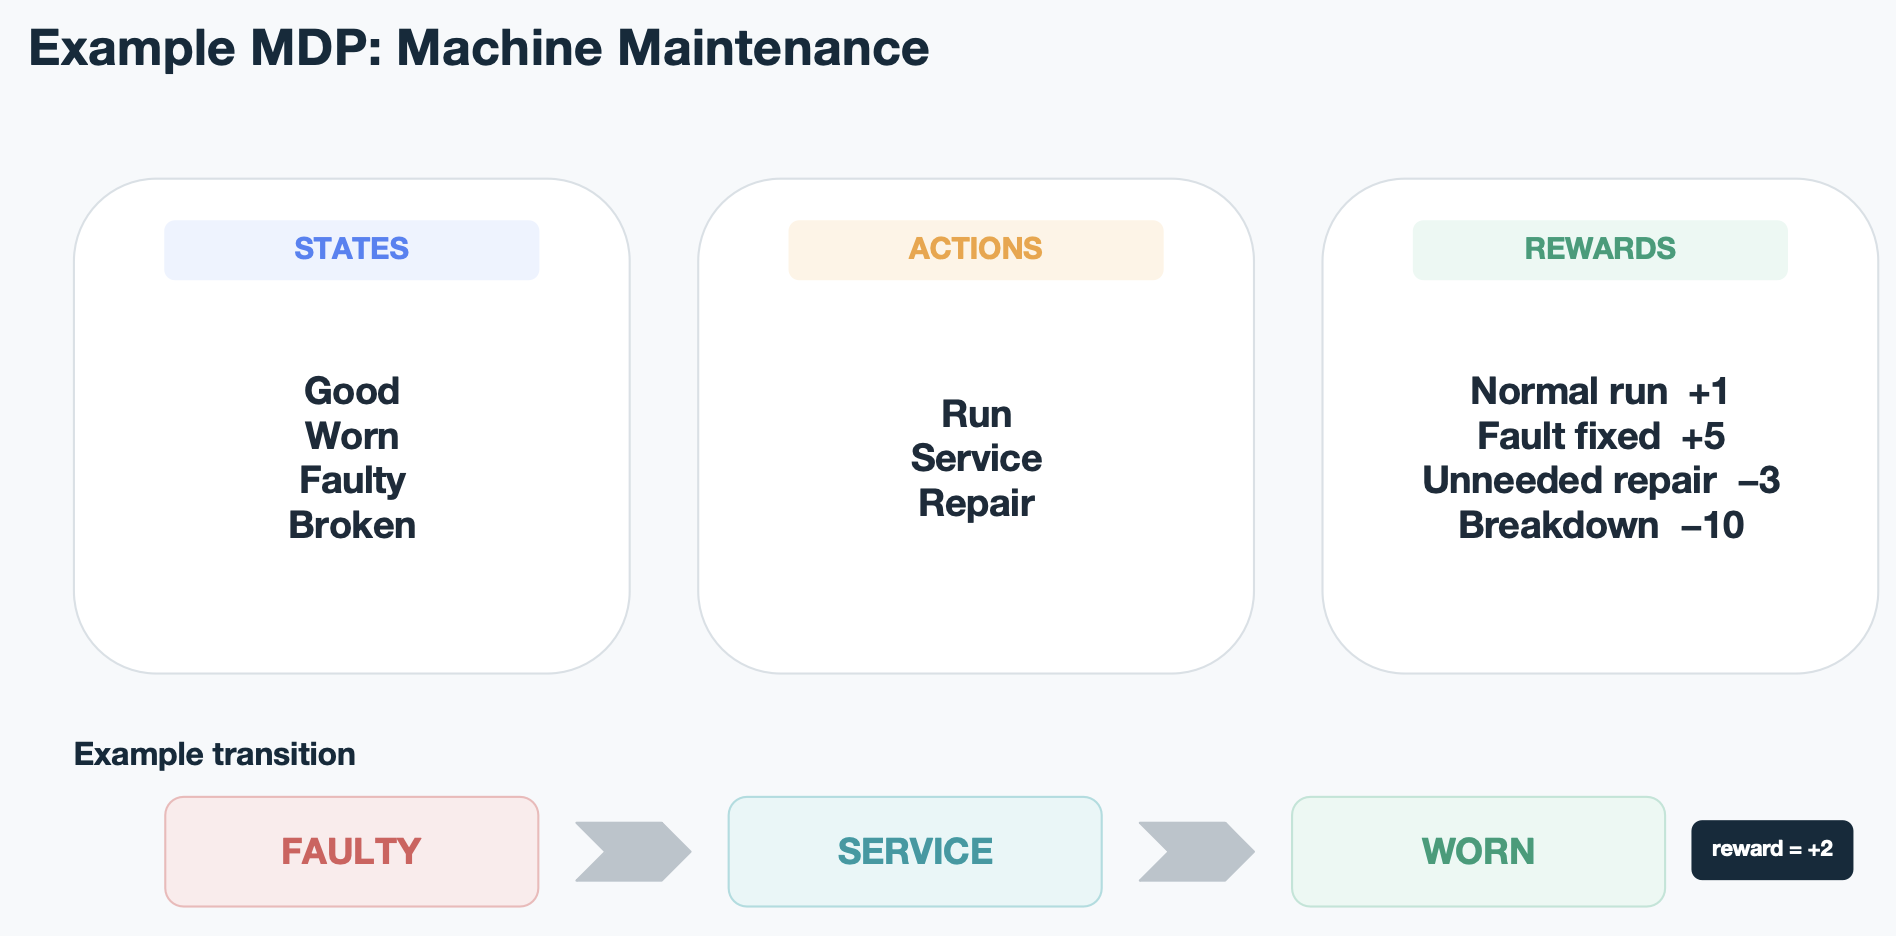 Example MDP: Machine Maintenance
STATES
Good
Worn
Faulty
Broken
ACTIONS
Run
Service
Repair
REWARDS
Normal run +1
Fault fixed +5
Unneeded repair −3
Breakdown −10
Example transition
FAULTY
SERVICE
WORN
reward = +2